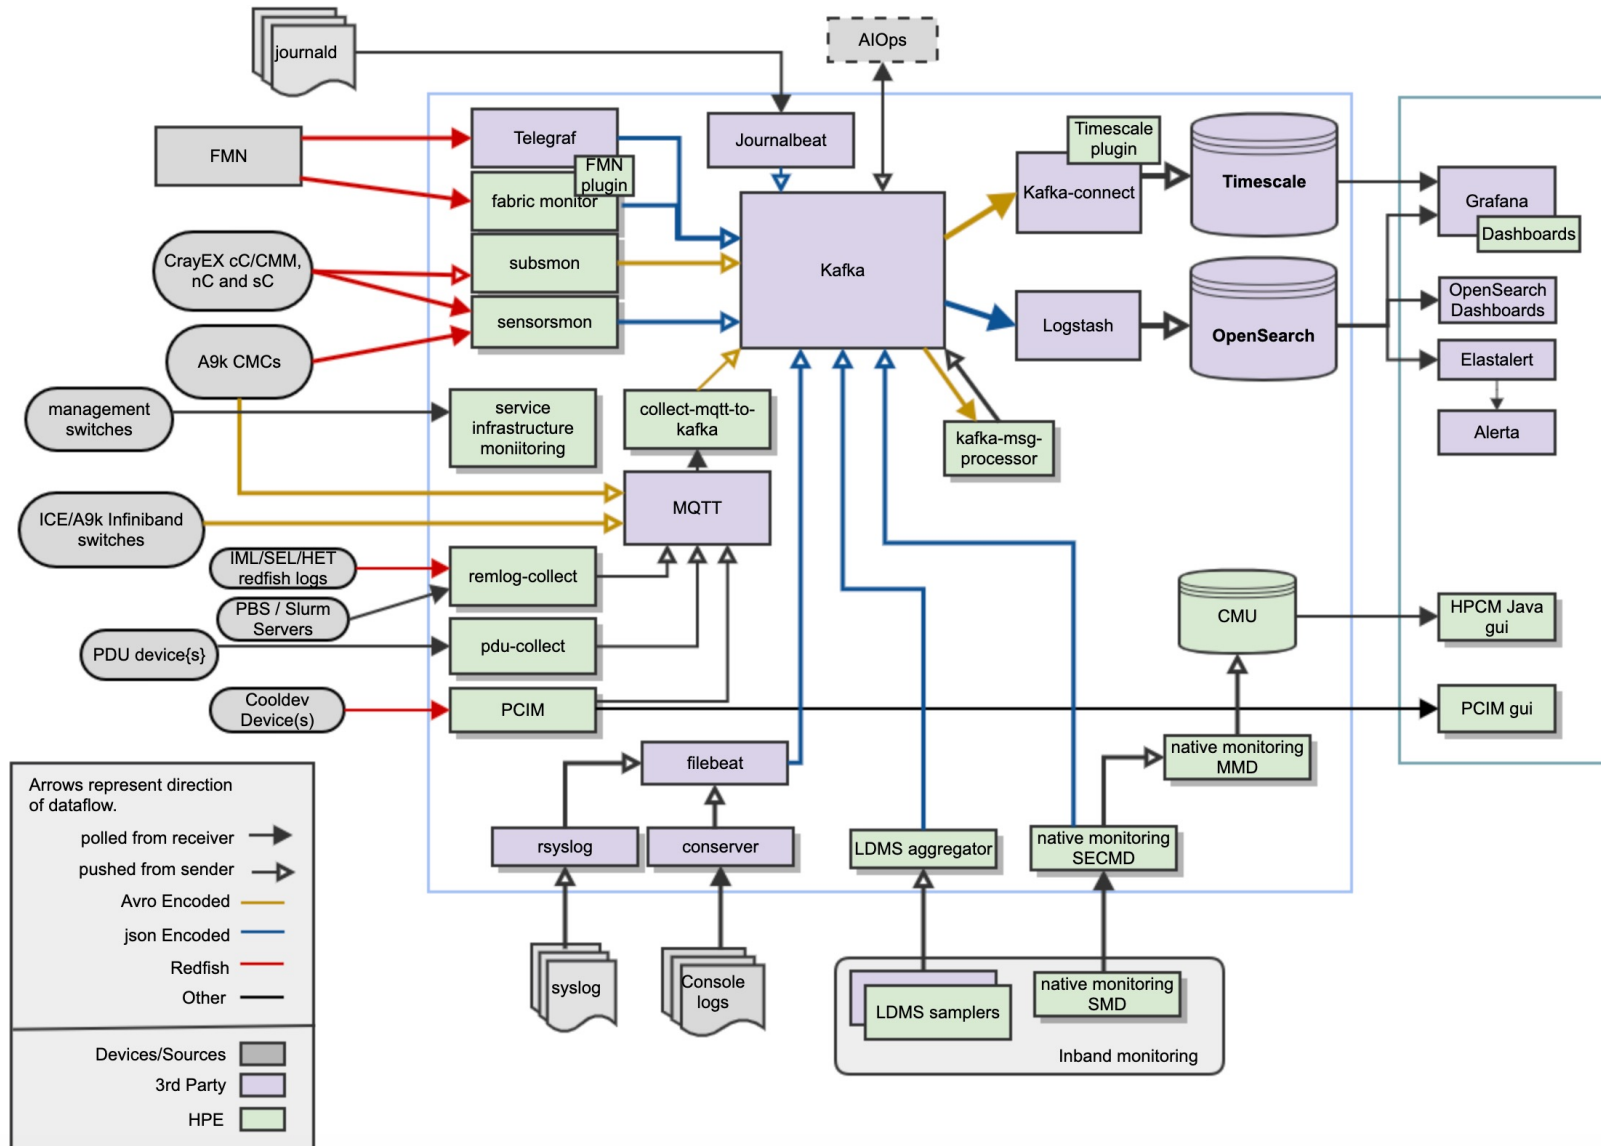 journald
AIOps
FMN
Telegraf
FMN
plugin
fabric monitor
Journalbeat
Timescale
plugin
Kafka-connect
Timescale
Grafana
Dashboards
CrayEX cC/CMM,
nC and sC
subsmon
sensorsmon
Kafka
Logstash
OpenSearch
OpenSearch
Dashboards
Elastalert
Alerta
A9k CMCs
management
switches
service
infrastructure
moniitoring
collect-mqtt-to-
kafka
kafka-msg-
processor
MQTT
ICE/A9k Infiniband
switches
IML/SEL/HET
redfish logs
remlog-collect
PBS / Slurm
Servers
PDU device{s}
pdu-collect
CMU
HPCM Java
gui
Cooldev
Device(s)
PCIM
PCIM gui
filebeat
native monitoring
MMD
rsyslog
conserver
LDMS aggregator
native monitoring
SECMD
syslog
Console
logs
LDMS samplers
native monitoring
SMD
Inband monitoring
Arrows represent direction
of dataflow.
polled from receiver
pushed from sender
Avro Encoded
json Encoded
Redfish
Other
Devices/Sources
3rd Party
HPE